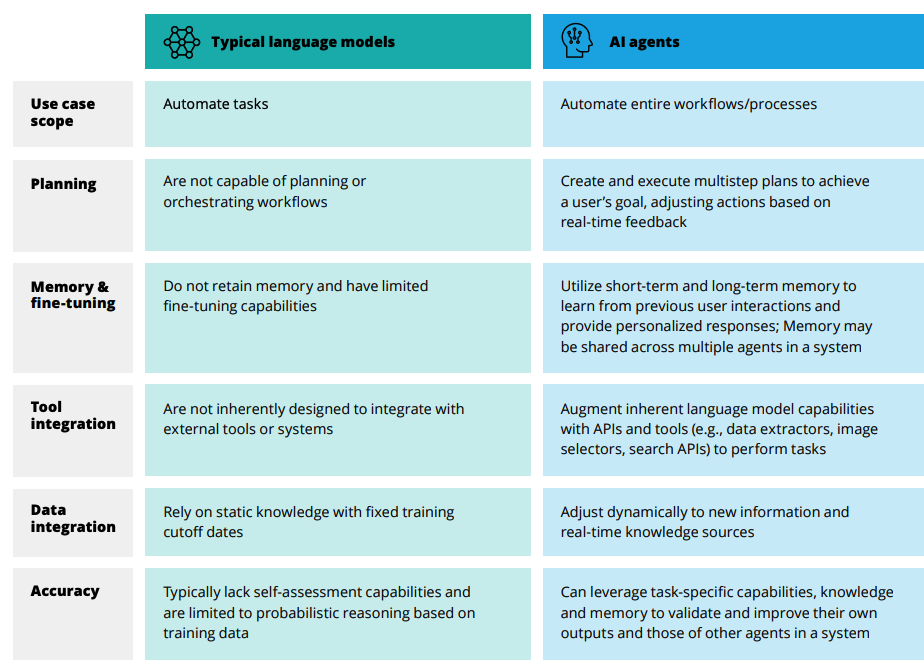 Typical language models
AI agents
Use case
scope
Automate tasks
Automate entire workflows/processes
Planning
Are not capable of planning or
orchestrating workflows
Create and execute multistep plans to achieve
a user’s goal, adjusting actions based on
real-time feedback
Memory &
fine-tuning
Do not retain memory and have limited
fine-tuning capabilities
Utilize short-term and long-term memory to
learn from previous user interactions and
provide personalized responses; Memory may
be shared across multiple agents in a system
Tool
integration
Are not inherently designed to integrate with
external tools or systems
Augment inherent language model capabilities
with APIs and tools (e.g., data extractors, image
selectors, search APIs) to perform tasks
Data
integration
Rely on static knowledge with fixed training
cutoff dates
Adjust dynamically to new information and
real-time knowledge sources
Accuracy
Typically lack self-assessment capabilities and
are limited to probabilistic reasoning based on
training data
Can leverage task-specific capabilities, knowledge
and memory to validate and improve their own
outputs and those of other agents in a system